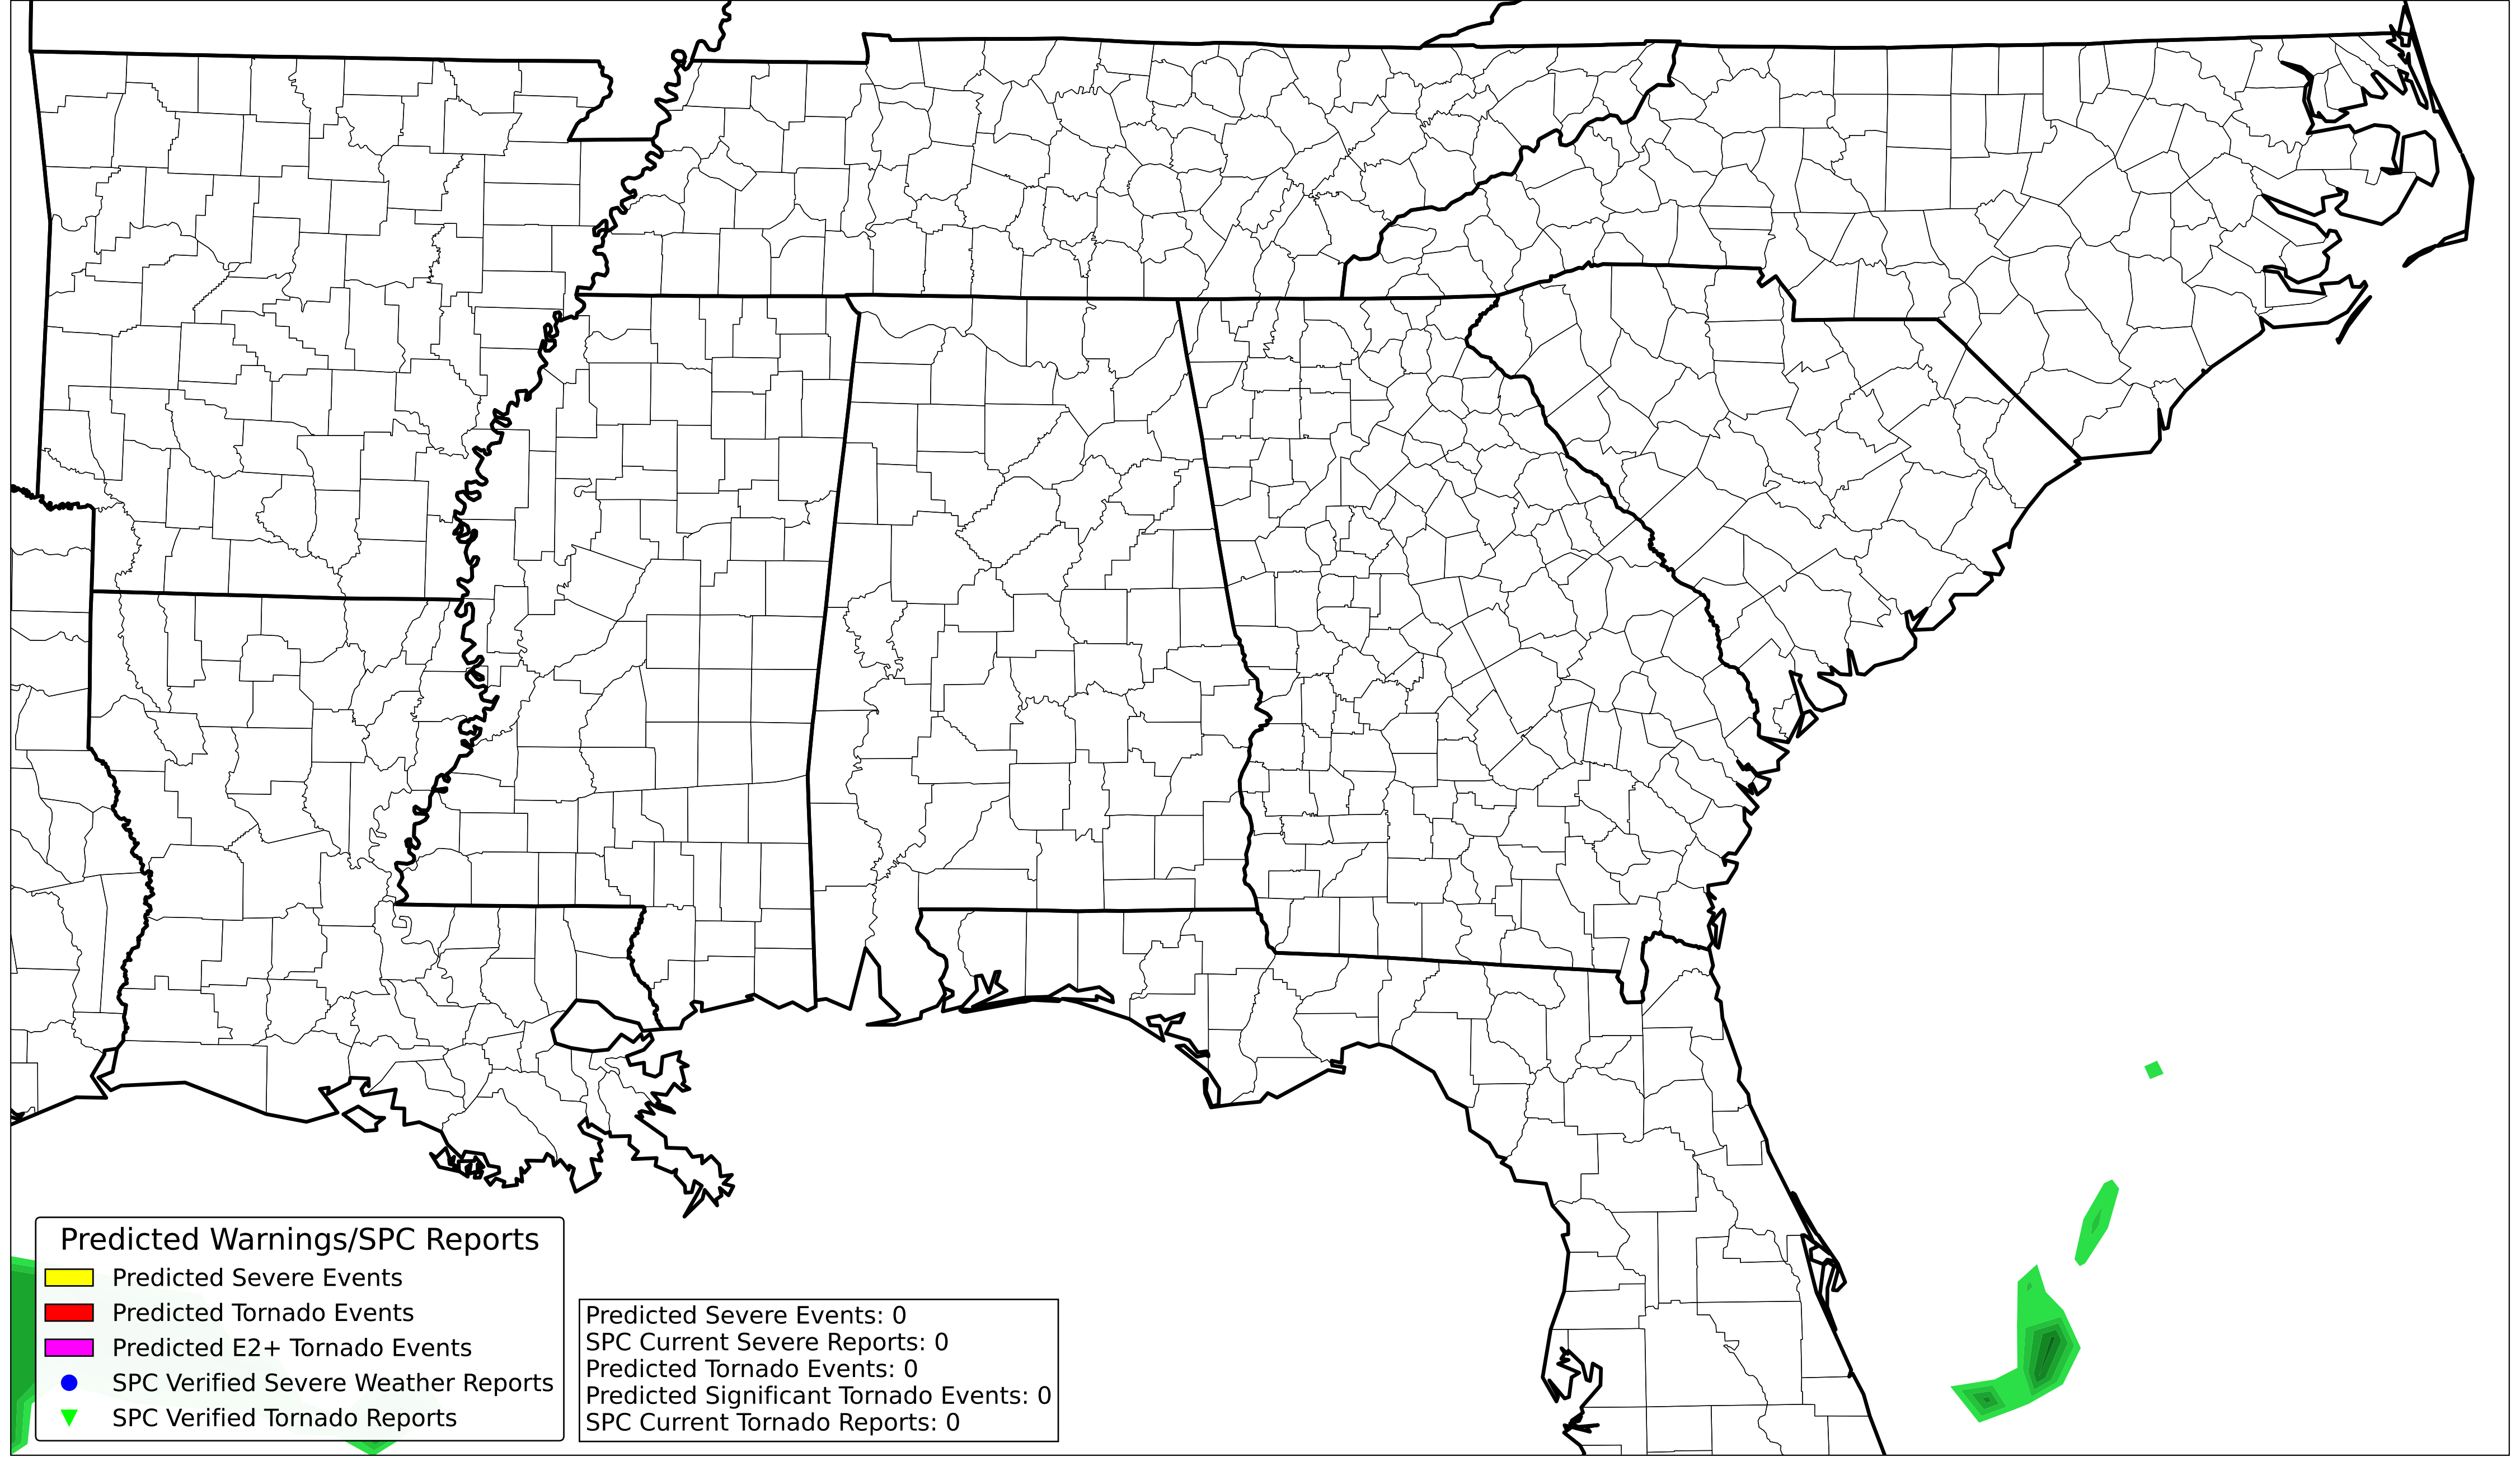 Predicted Warnings/SPC Reports
Predicted Severe Events
Predicted Tornado Events
Predicted E2+ Tornado Events
SPC Verified Severe Weather Reports
SPC Verified Tornado Reports
Predicted Severe Events: 0
SPC Current Severe Reports: 0
Predicted Tornado Events: 0
Predicted Significant Tornado Events: 0
SPC Current Tornado Reports: 0